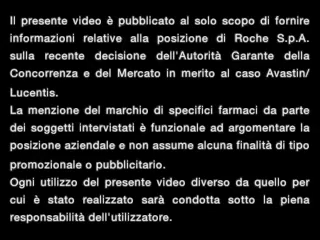 Il presente video è pubblicato al solo scopo di fornire
informazioni relative alla posizione di Roche S.p.A.
sulla recente decisione dell'Autorità Garante della
Concorrenza e del Mercato in merito al caso Avastin/
Lucentis.
La menzione del marchio di specifici farmaci da parte
dei soggetti intervistati è funzionale ad argomentare la
posizione aziendale e non assume alcuna finalità di tipo
promozionale o pubblicitario.
Ogni utilizzo del presente video diverso da quello per
cui è stato realizzato sarà condotta sotto la piena
responsabilità dell'utilizzatore.